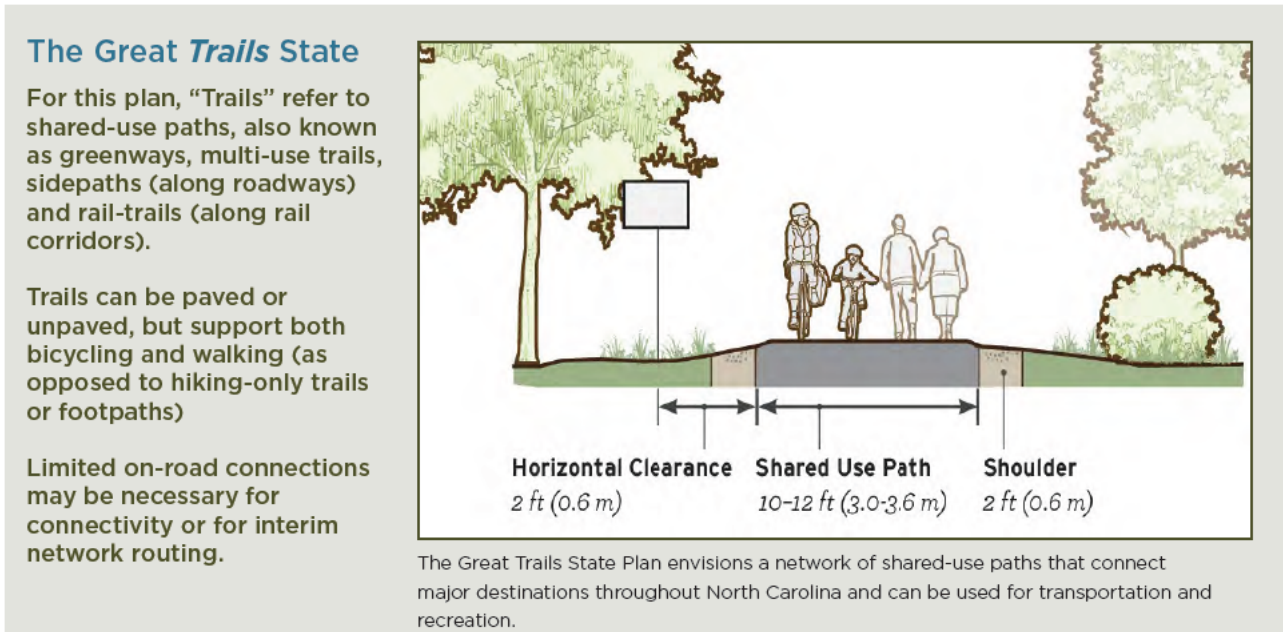 The Great Trails State
For this plan, “Trails” refer to
shared-use paths, also known
as greenways, multi-use trails,
sidepaths (along roadways)
and rail-trails (along rail
corridors).
Trails can be paved or
unpaved, but support both
bicycling and walking (as
opposed to hiking-only trails
or footpaths)
Limited on-road connections
may be necessary for
connectivity or for interim
network routing.
Horizontal Clearance
2 ft (0.6 m)
Shared Use Path
10–12 ft (3.0-3.6 m)
Shoulder
2 ft (0.6 m)
The Great Trails State Plan envisions a network of shared-use paths that connect
major destinations throughout North Carolina and can be used for transportation and
recreation.